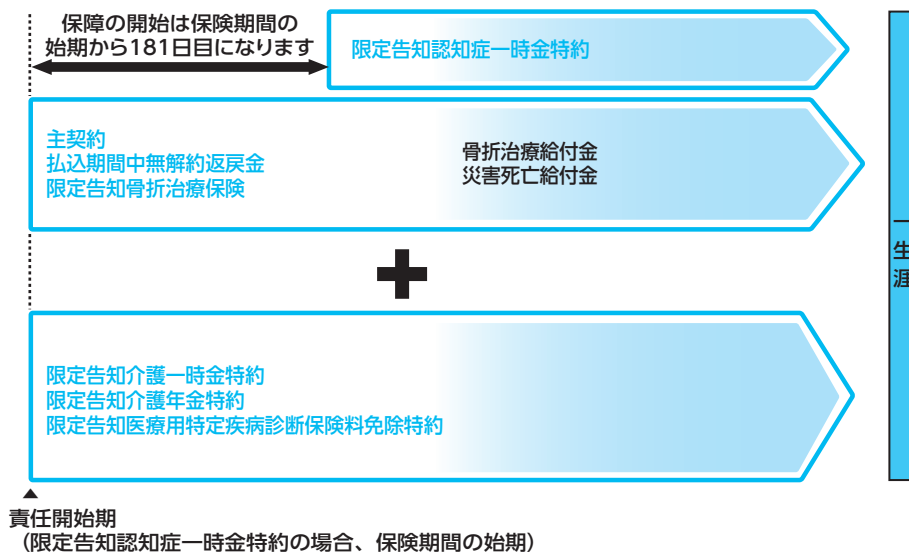 保障の開始は保険期間の
始期から181日目になります
限定告知認知症一時金特約
主契約
払込期間中無解約返戻金
限定告知骨折治療保険
骨折治療給付金
災害死亡給付金
生
涯
限定告知介護一時金特約
限定告知介護年金特約
限定告知医療用特定疾病診断保険料免除特約
責任開始期
（限定告知認知症一時金特約の場合、保険期間の始期）